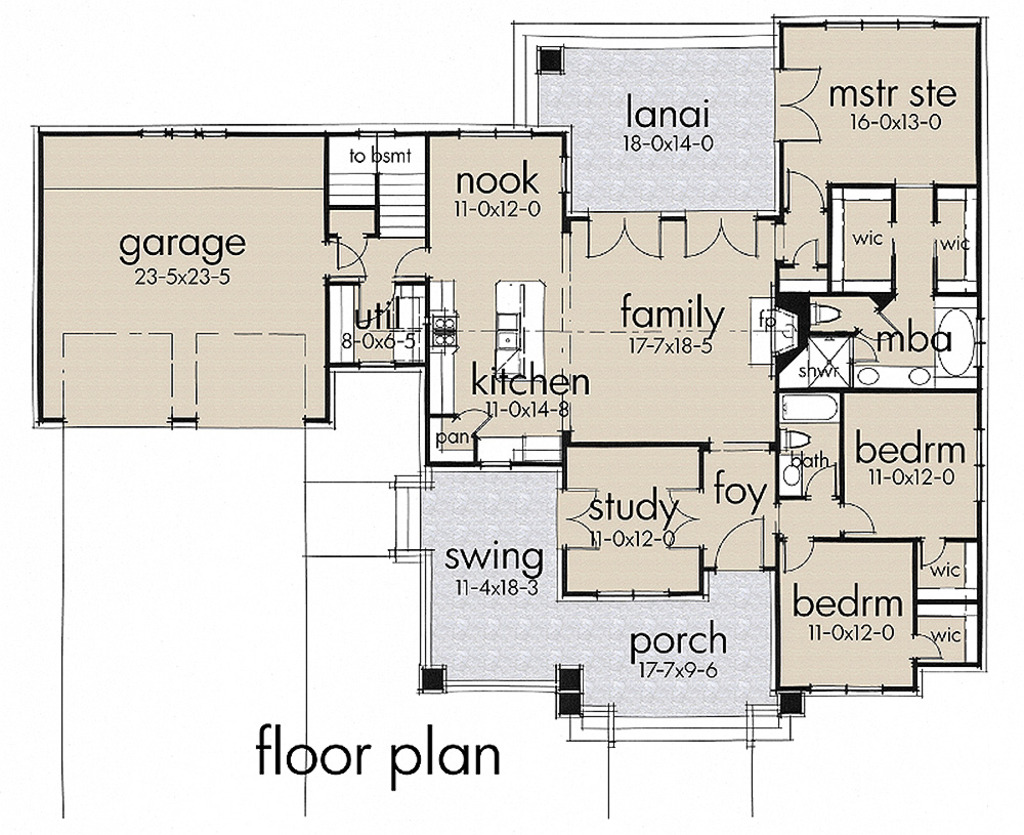 mstr ste
16-0x13-0
lanai
18-0x14-0
to bsmt
nook
11-0x12-0
garage
23-5x23-5
wic
wic
util
8-0x6-5
family
17-7x18-5
fp
mba
shwr
kitchen
11-0x14-8
pan
bath
bedrm
11-0x12-0
study
11-0x12-0
foy
swing
11-4x18-3
wic
bedrm
11-0x12-0
wic
porch
17-7x9-6
floor plan